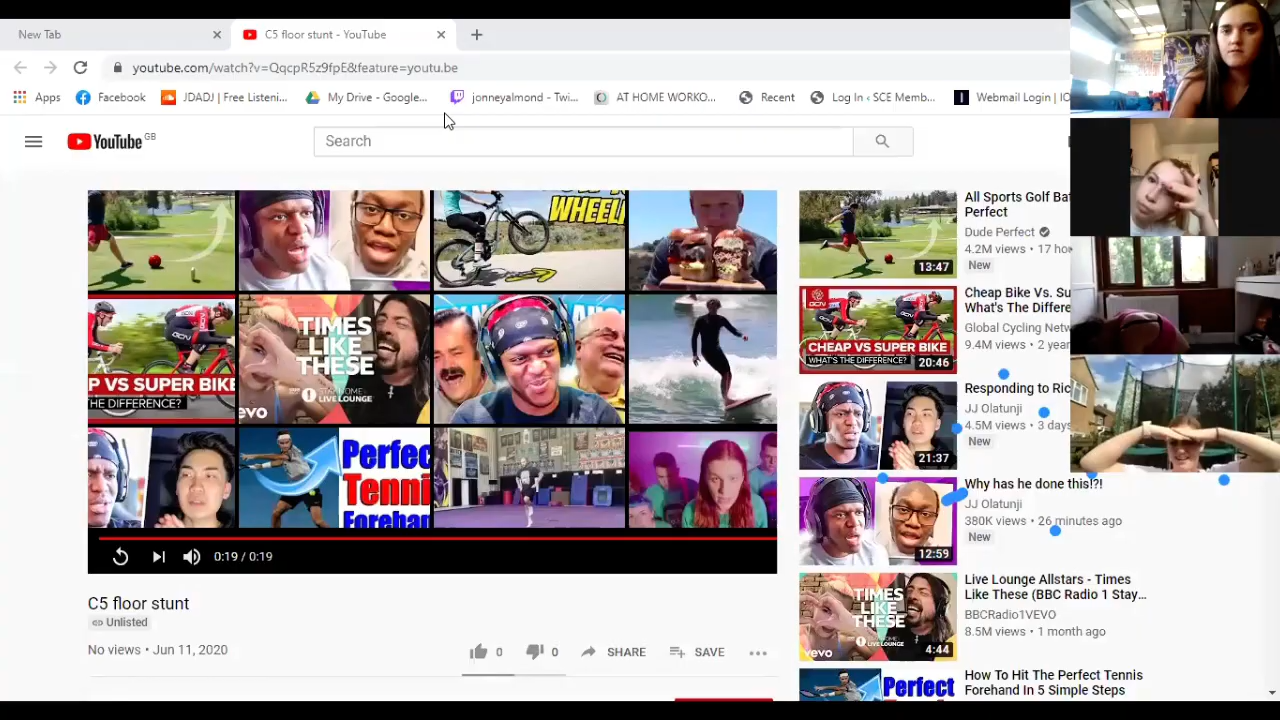 New Tab
C5 floor stunt - YouTube
youtube.com/watch?v=QqcpR5z9fpE&feature=youtu.be
Apps
Facebook
JDADJ | Free Listeni...
My Drive - Google...
jonneyalmond - Twi...
AT HOME WORKO...
Recent
Log In ‹ SCE Memb...
Webmail Login | IO
YouTube GB
Search
WHEELI
P VS SUPER BIKE
THE DIFFERENCE?
TIMES
LIKE
THESE
LIVE LOUNGE
evo
Perfec
Tenni
Forehan
0:19 / 0:19
C5 floor stunt
Unlisted
No views • Jun 11, 2020
0
0
SHARE
SAVE
13:47
All Sports Golf Bat
Perfect
Dude Perfect
4.2M views • 17 ho
New
GCN
CHEAP VS SUPER BIKE
WHAT'S THE DIFFERENCE?
20:46
Cheap Bike Vs. Su
What's The Differe
Global Cycling Netw
9.4M views • 2 year
21:37
Responding to Ric
JJ Olatunji
4.5M views • 3 days
New
12:59
Why has he done this!?!
JJ Olatunji
380K views • 26 minutes ago
New
TIMES
LIKE
THESE
LIVE LOUNGE
vevo
4:44
Live Lounge Allstars - Times
Like These (BBC Radio 1 Stay...
BBCRadio1VEVO
8.5M views • 1 month ago
Perfect
How To Hit The Perfect Tennis
Forehand In 5 Simple Steps